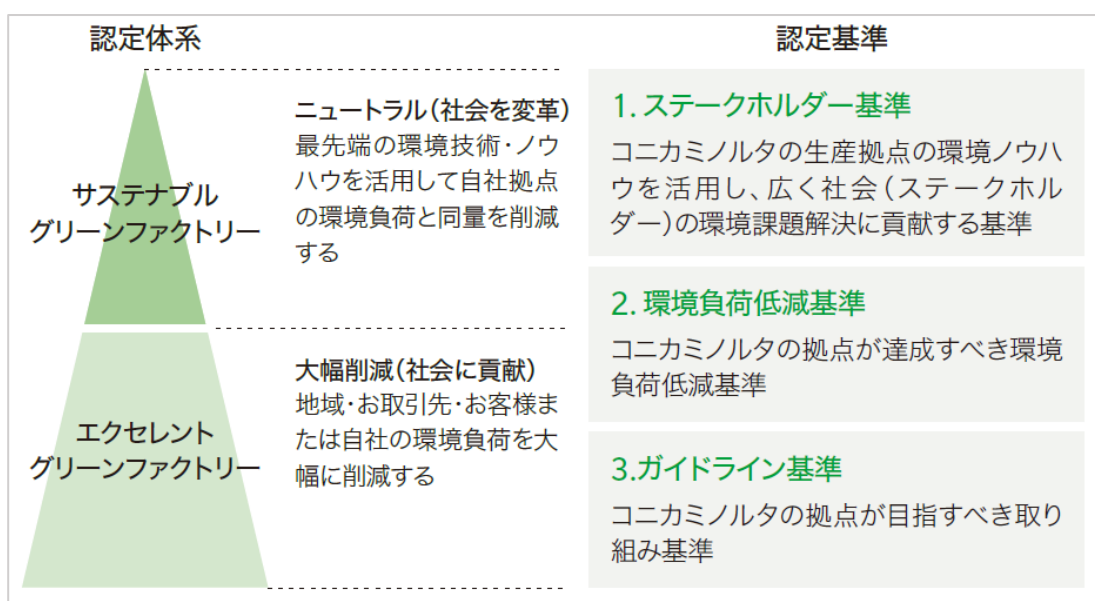 認定体系
サステナブル
グリーンファクトリー
エクセレント
グリーンファクトリー
ニュートラル(社会を変革)
最先端の環境技術・ノウ
ハウを活用して自社拠点
の環境負荷と同量を削減
する
大幅削減(社会に貢献)
地域・お取引先・お客様ま
たは自社の環境負荷を大
幅に削減する
認定基準
1. ステークホルダー基準
コニカミノルタの生産拠点の環境ノウハ
ウを活用し、広く社会(ステークホル
ダー)の環境課題解決に貢献する基準
2. 環境負荷低減基準
コニカミノルタの拠点が達成すべき環境
負荷低減基準
3.ガイドライン基準
コニカミノルタの拠点が目指すべき取り
組み基準